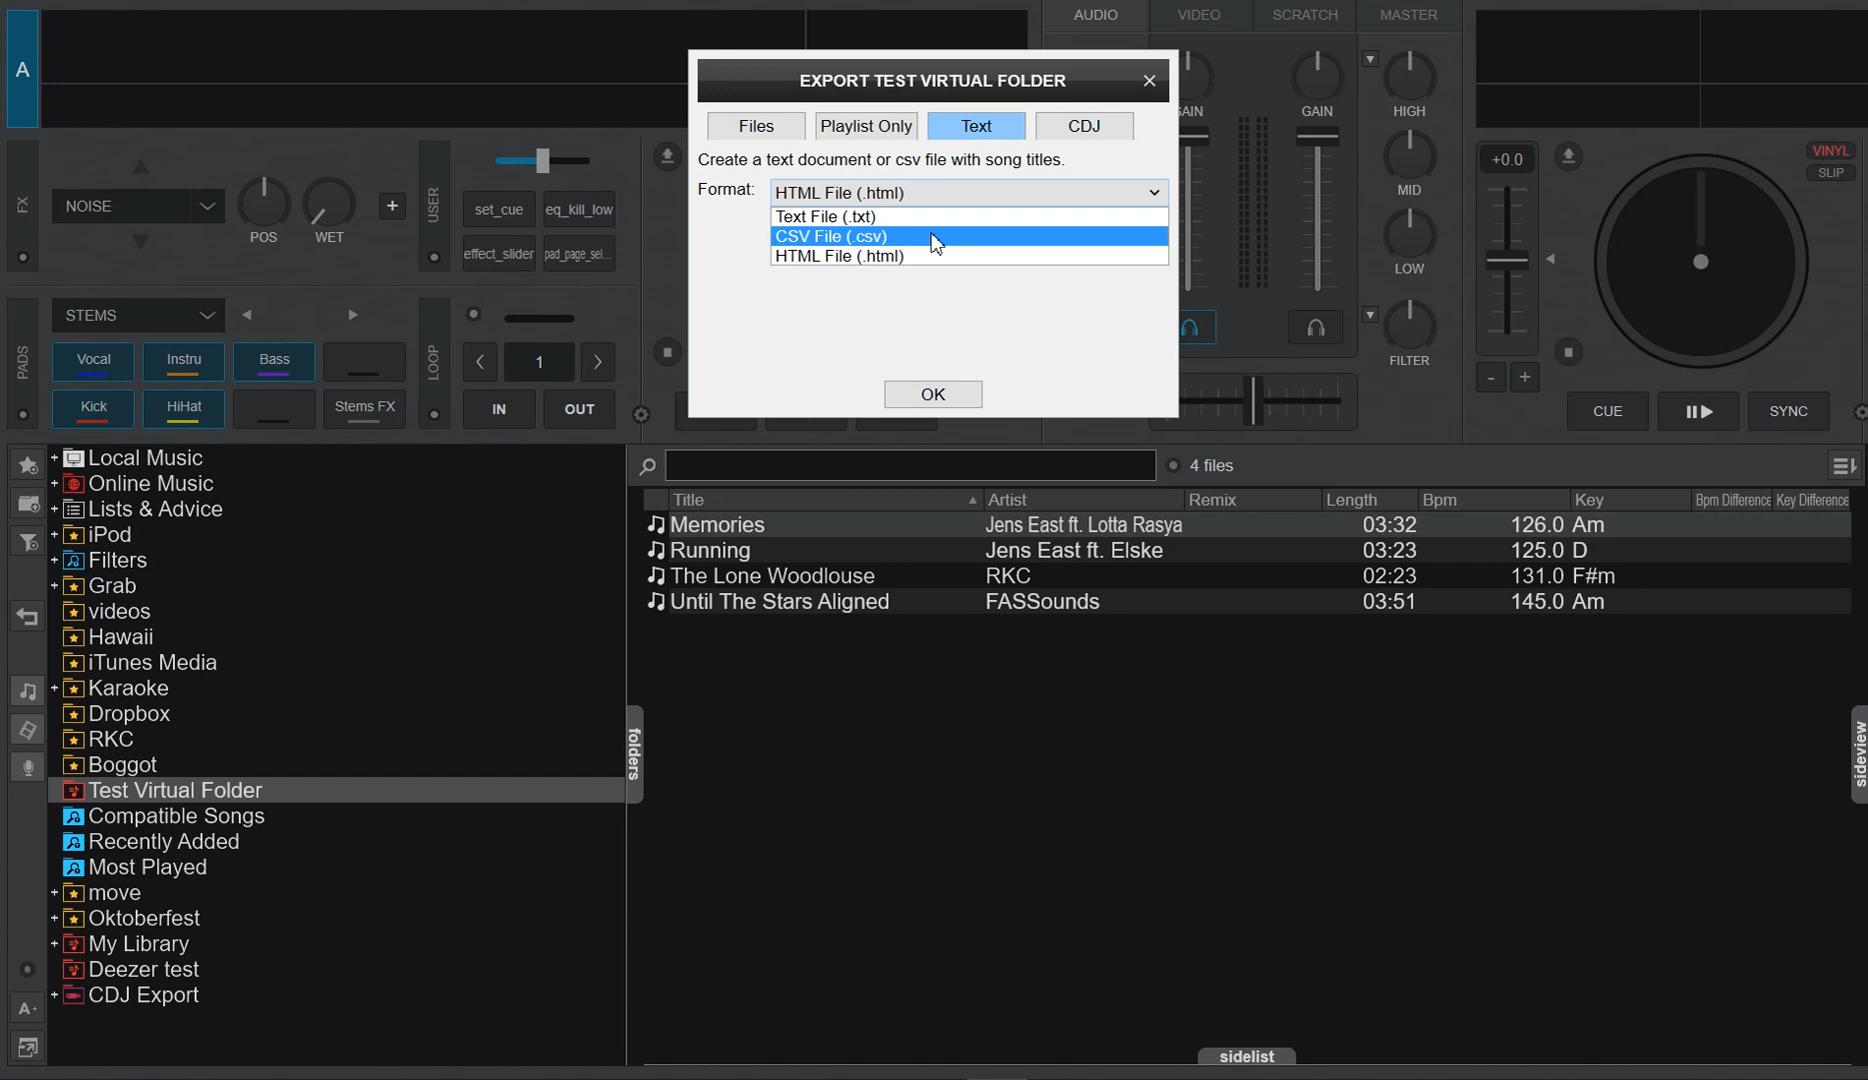 A
AUDIO
VIDEO
SCRATCH
MASTER
EXPORT TEST VIRTUAL FOLDER
Files
Playlist Only
Text
CDJ
Create a text document or csv file with song titles.
Format:
HTML File (.html)
Text File (.txt)
CSV File (.csv)
HTML File (.html)
OK
FX
NOISE
POS
WET
+
USER
set_cue
eq_kill_low
effect_slider
pad_page_sel...
PADS
STEMS
Vocal
Instru
Bass
Kick
HiHat
Stems FX
LOOP
1
IN
OUT
AIN
GAIN
HIGH
MID
LOW
FILTER
+0.0
VINYL
SLIP
-
+
CUE
SYNC
+ Local Music
+ Online Music
+ Lists & Advice
+ iPod
+ Filters
+ Grab
videos
Hawaii
iTunes Media
+ Karaoke
Dropbox
RKC
Boggot
Test Virtual Folder
Compatible Songs
Recently Added
Most Played
+ move
+ Oktoberfest
+ My Library
Deezer test
+ CDJ Export
A+
folders
4 files
Title Artist Remix Length Bpm Key Bpm Difference Key Difference
Memories Jens East ft. Lotta Rasya 03:32 126.0 Am
Running Jens East ft. Elske 03:23 125.0 D
The Lone Woodlouse RKC 02:23 131.0 F#m
Until The Stars Aligned FASSounds 03:51 145.0 Am
sideview
sidelist